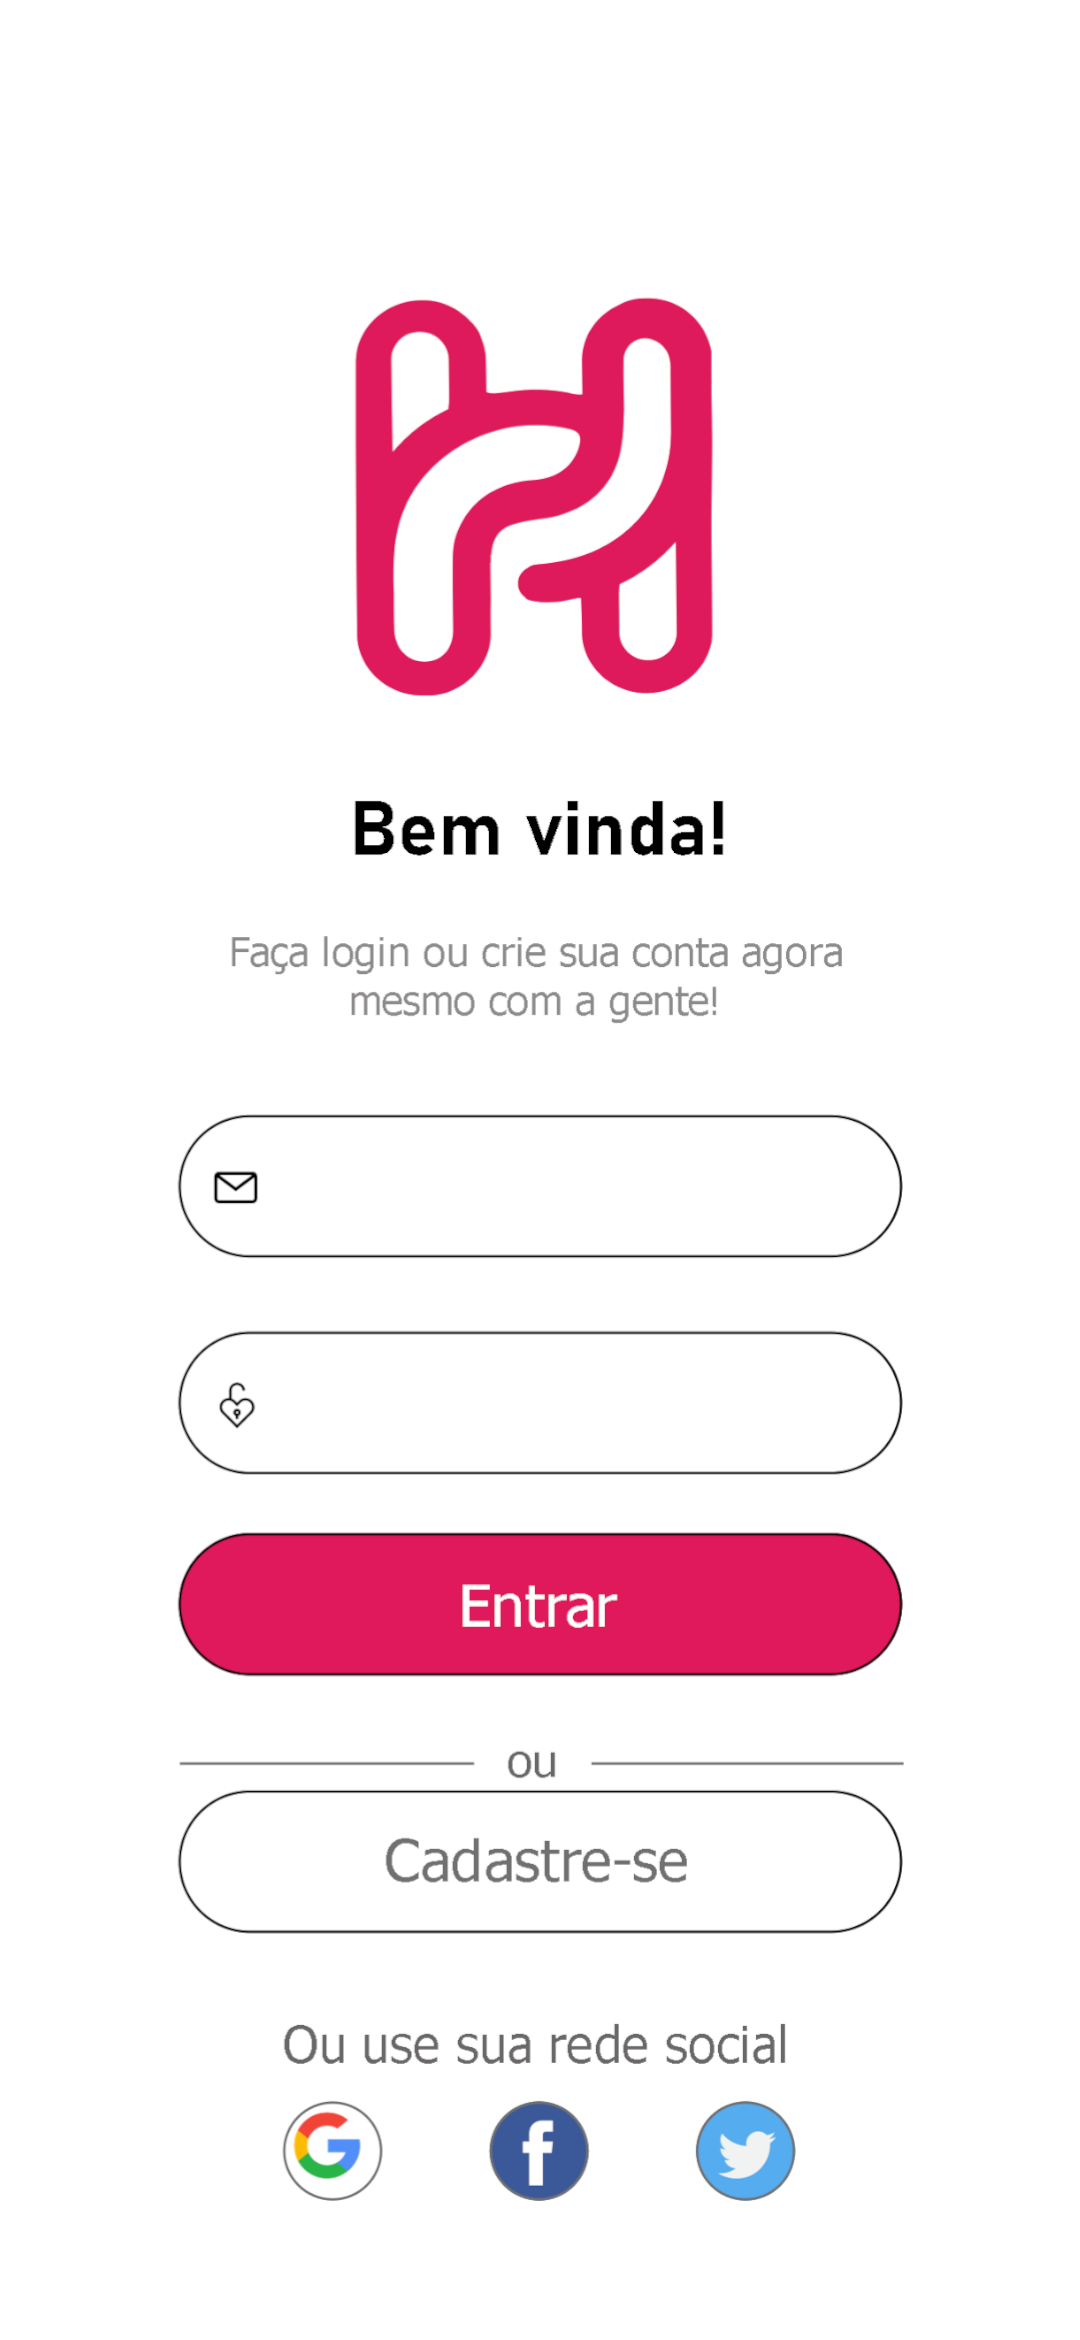 Bem vinda!
Faça login ou crie sua conta agora
mesmo com a gente!
Entrar
ou
Cadastre-se
Ou use sua rede social